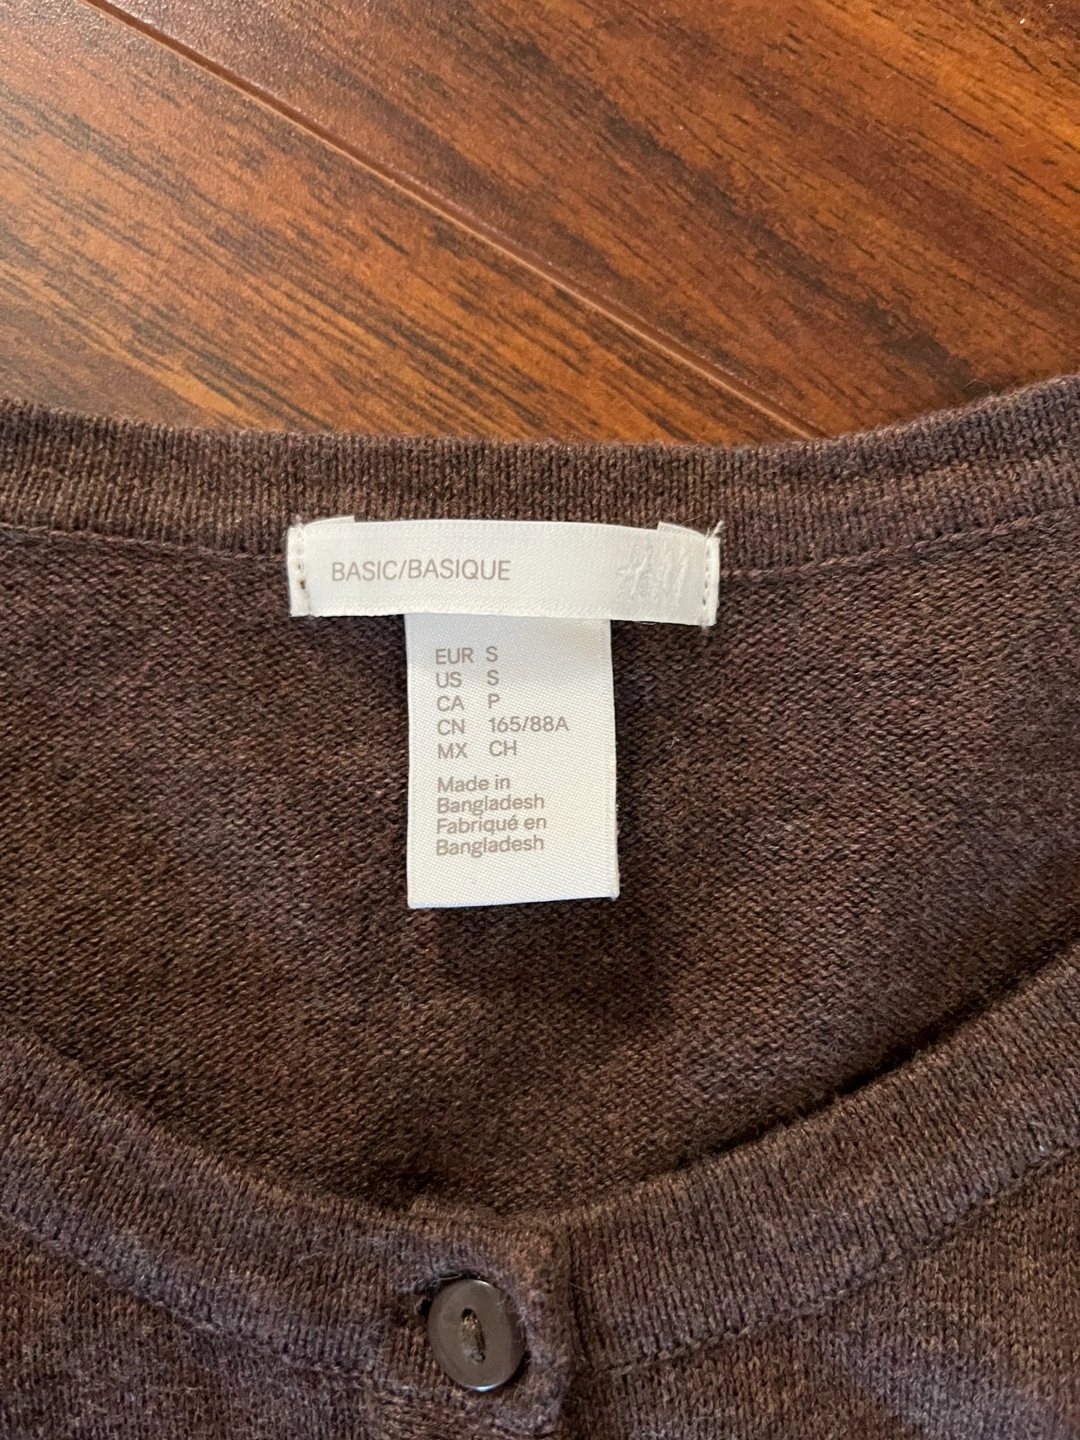 BASIC/BASIQUE H&M
EUR S
US S
CA P
CN 165/88A
MX CH
Made in
Bangladesh
Fabriqué en
Bangladesh